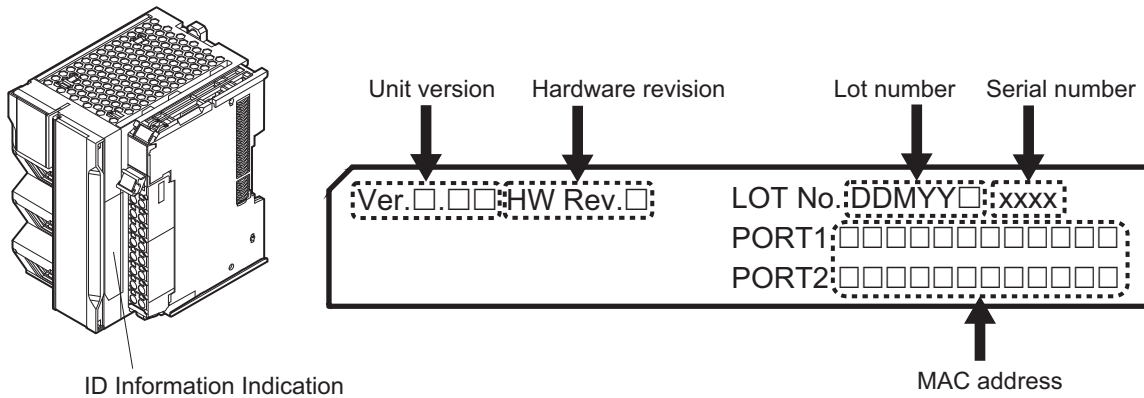 Unit version Hardware revision Lot number Serial number
Ver.□.□□ HW Rev.□ LOT No. DDMYY□ xxxx
PORT1 □□□□□□□□□□□□
PORT2 □□□□□□□□□□□□
ID Information Indication
MAC address